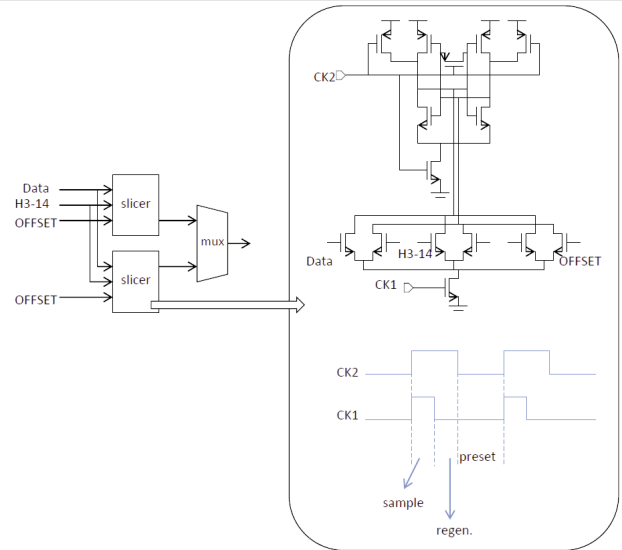 CK2
Data
H3-14
OFFSET
slicer
mux
OFFSET
slicer
Data
H3-14
OFFSET
CK1
CK2
CK1
preset
sample
regen.